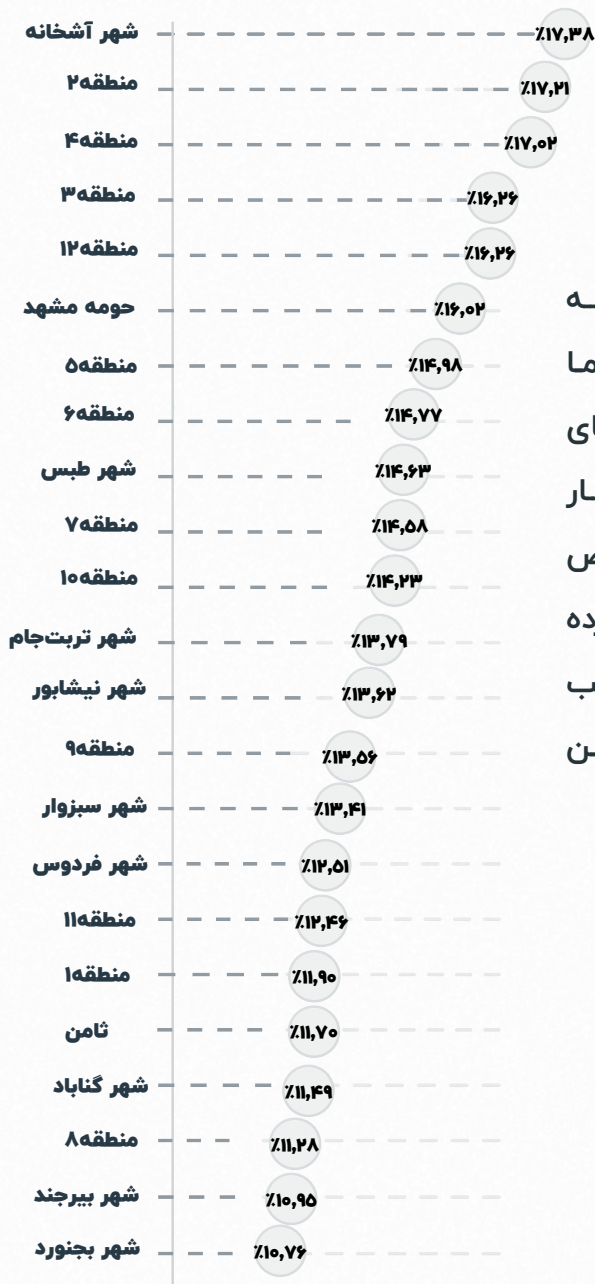 شهر آشخانه ٪۱۷,۳۸
منطقه۲ ٪۱۷,۲۱
منطقه۴ ٪۱۷,۰۲
منطقه۳ ٪۱۶,۲۶
منطقه۱۲ ٪۱۶,۲۶
حومه مشهد ٪۱۶,۰۲
منطقه۵ ٪۱۴,۹۸
منطقه۶ ٪۱۴,۷۷
شهر طبس ٪۱۴,۶۳
منطقه۷ ٪۱۴,۵۸
منطقه۱۰ ٪۱۴,۲۳
شهر تربت‌جام ٪۱۳,۷۹
شهر نیشابور ٪۱۳,۶۲
منطقه۹ ٪۱۳,۵۶
شهر سبزوار ٪۱۳,۴۱
شهر فردوس ٪۱۲,۵۱
منطقه۱۱ ٪۱۲,۴۶
منطقه۱ ٪۱۱,۹۰
ثامن ٪۱۱,۷۰
شهر گناباد ٪۱۱,۴۹
منطقه۸ ٪۱۱,۲۸
شهر بیرجند ٪۱۰,۹۵
شهر بجنورد ٪۱۰,۷۶